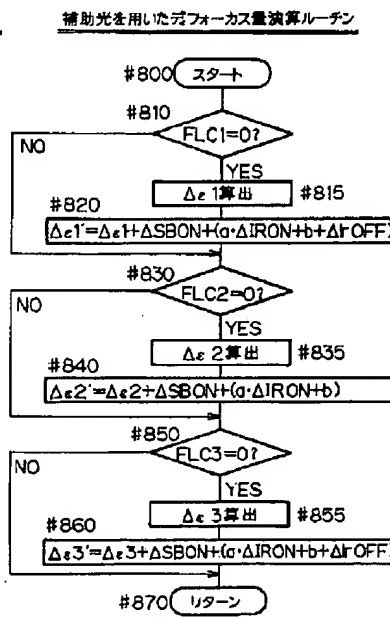 補助光を用いたデフォーカス量演算ルーチン
#800 スタート
#810
FLC1=0?
NO
YES
Δε1算出 #815
#820
Δε1'=Δε1+ΔSBON+(a・ΔIRON+b+ΔIrOFF)
#830
FLC2=0?
NO
YES
Δε2算出 #835
#840
Δε2'=Δε2+ΔSBON+(a・ΔIRON+b)
#850
FLC3=0?
NO
YES
Δε3算出 #855
#860
Δε3'=Δε3+ΔSBON+(a・ΔIRON+b+ΔIrOFF)
#870 リターン